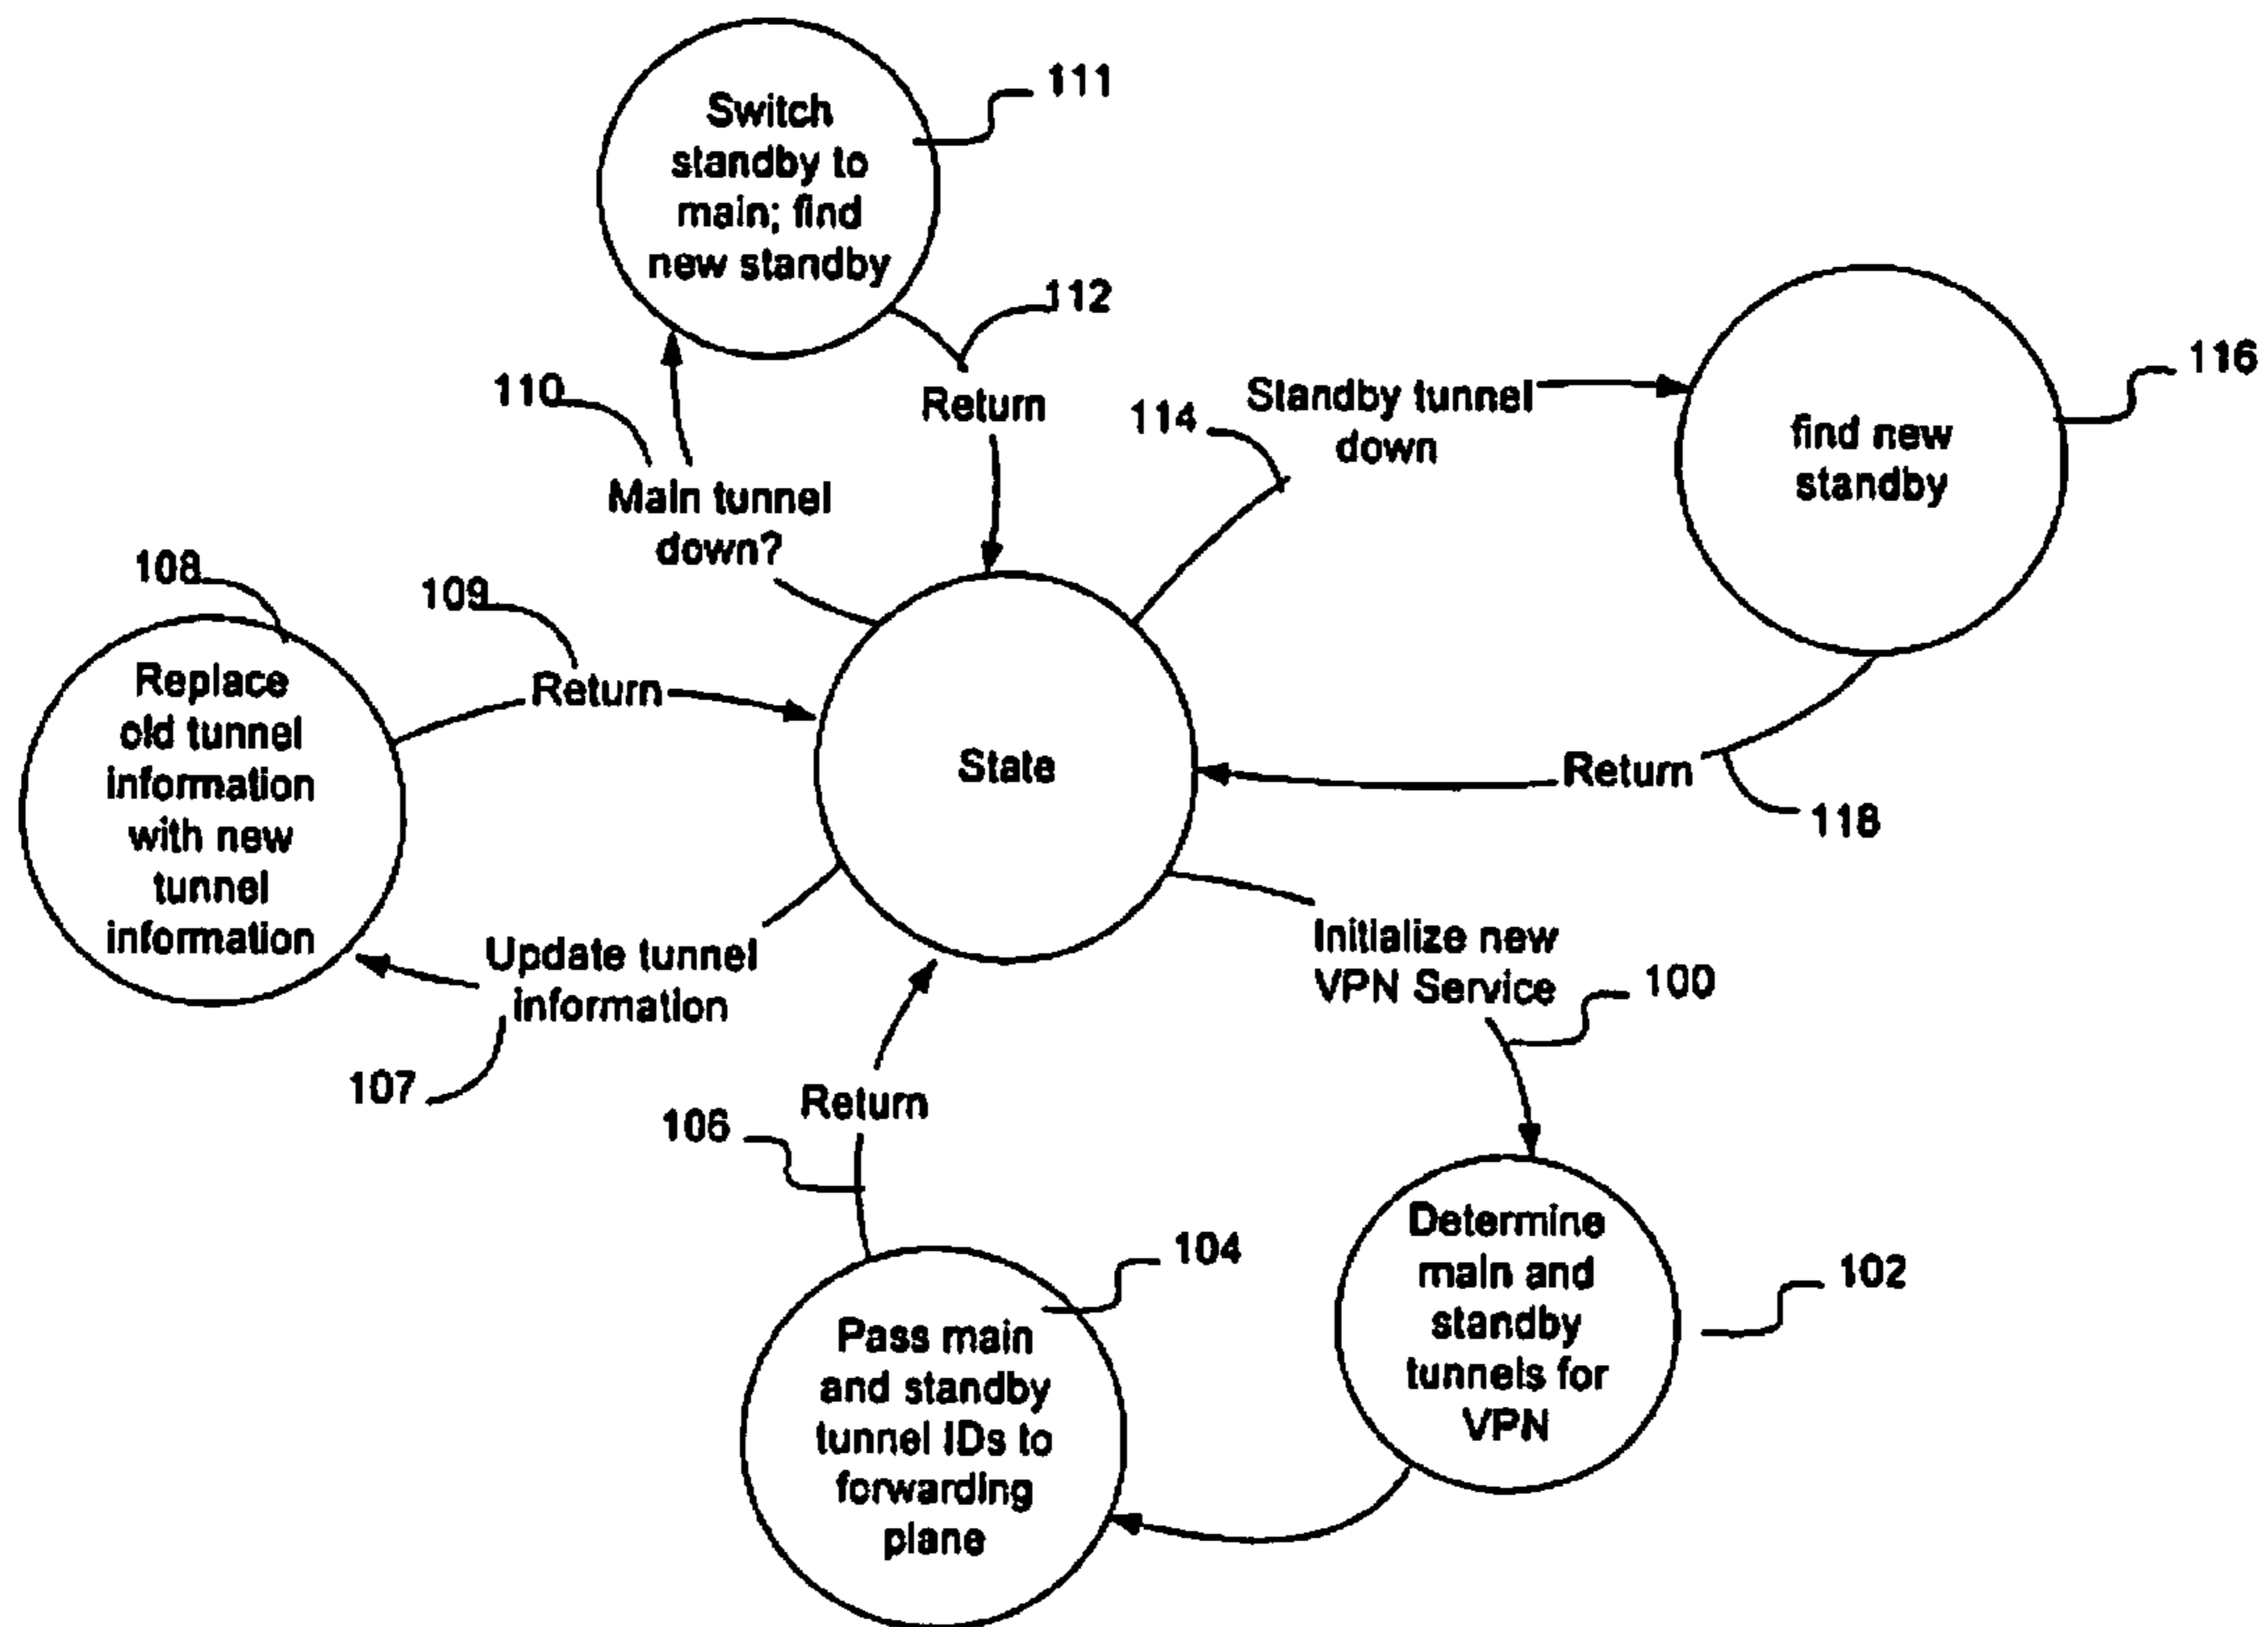 111
Switch
standby to
main; find
new standby
112
110
Return
Main tunnel
down?
114
Standby tunnel
down
116
find new
standby
108
109
Replace
old tunnel
information
with new
tunnel
information
Return
State
Return
118
Update tunnel
information
107
Initialize new
VPN Service
100
Return
106
104
Pass main
and standby
tunnel IDs to
forwarding
plane
Determine
main and
standby
tunnels for
VPN
102